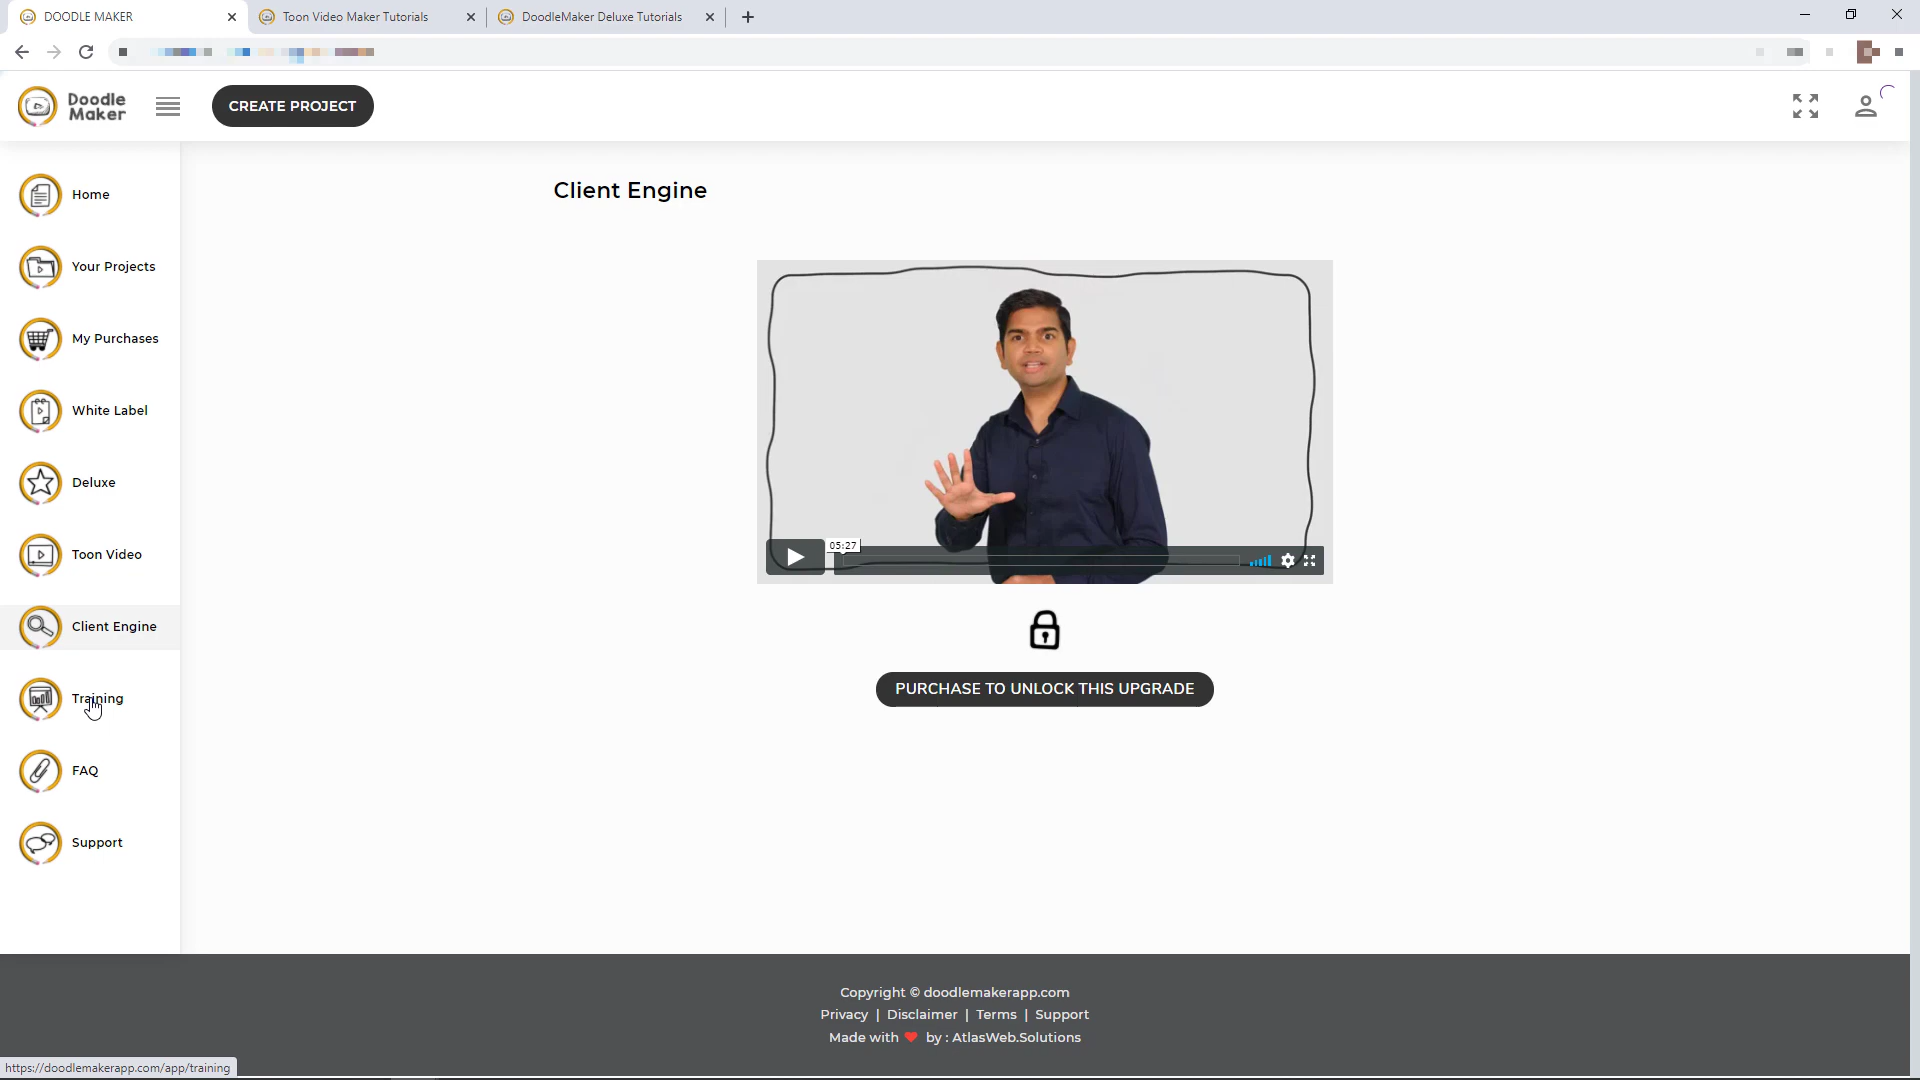 DOODLE MAKER
Toon Video Maker Tutorials
DoodleMaker Deluxe Tutorials
Doodle
Maker
CREATE PROJECT
Home
Your Projects
My Purchases
White Label
Deluxe
Toon Video
Client Engine
Training
FAQ
Support
Client Engine
05:27
PURCHASE TO UNLOCK THIS UPGRADE
Copyright © doodlemakerapp.com
Privacy | Disclaimer | Terms | Support
Made with ❤ by : AtlasWeb.Solutions
https://doodlemakerapp.com/app/training